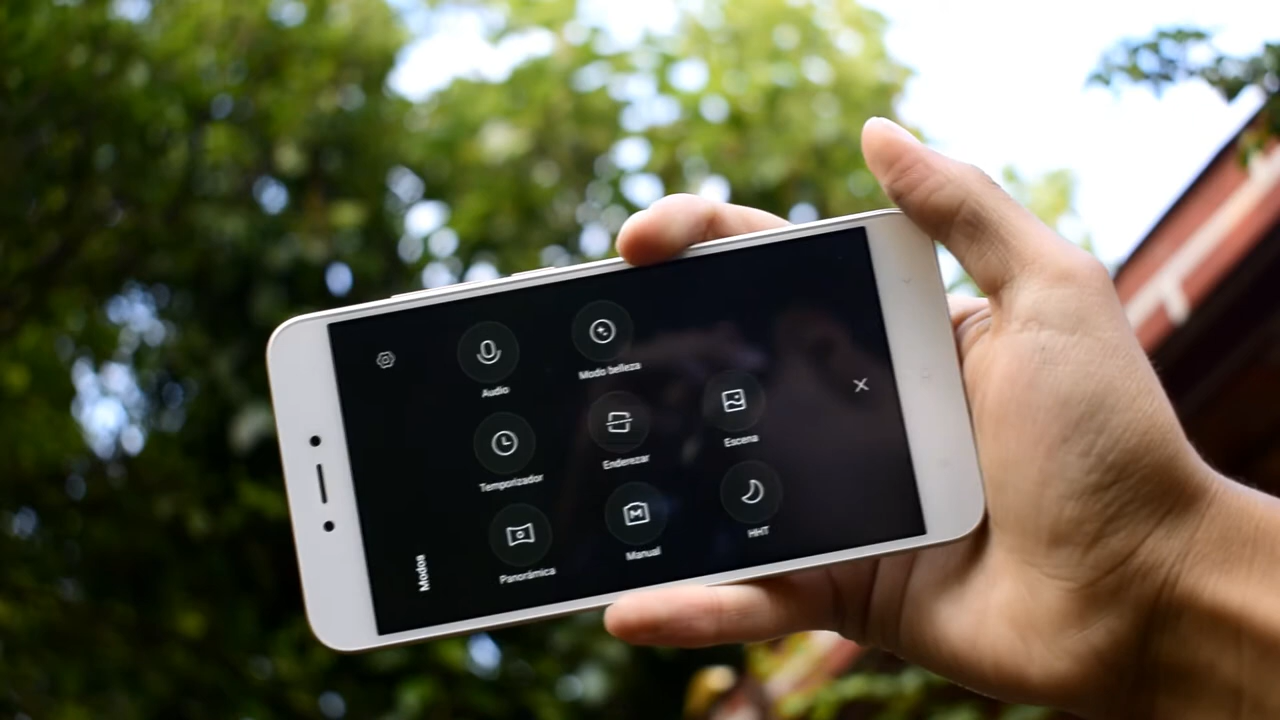 Modos
Audio
Modo belleza
Temporizador
Enderezar
Escena
Panorámica
Manual
HHT